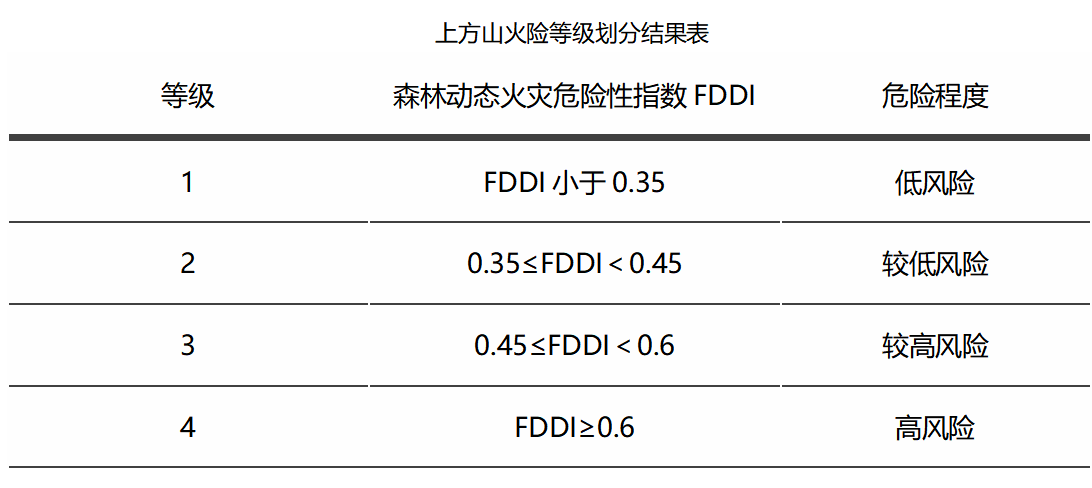 上方山火险等级划分结果表
等级 森林动态火灾危险性指数 FDDI 危险程度
1 FDDI 小于 0.35 低风险
2 0.35≤FDDI＜0.45 较低风险
3 0.45≤FDDI＜0.6 较高风险
4 FDDI≥0.6 高风险